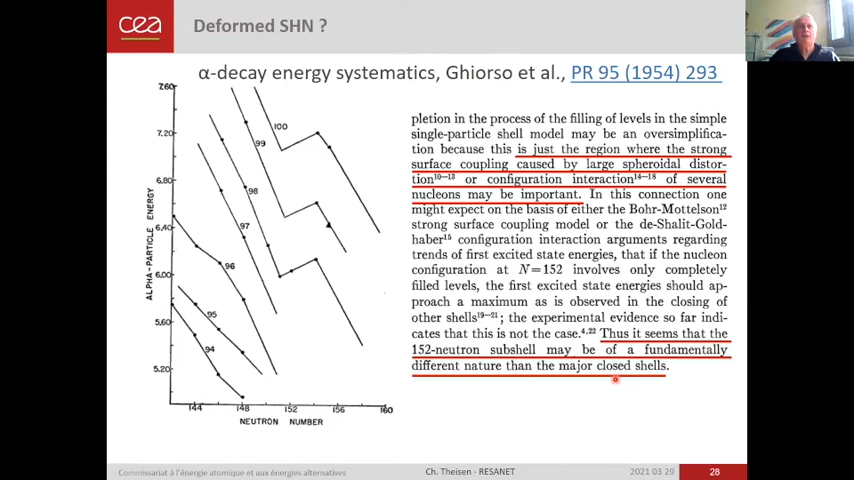 cea
Deformed SHN ?
α-decay energy systematics, Ghiorso et al., PR 95 (1954) 293
7.60
7.20
6.80
6.40
6.00
5.60
5.20
ALPHA-PARTICLE ENERGY
100
99
98
97
96
95
94
144
148
152
156
160
NEUTRON NUMBER
pletion in the process of the filling of levels in the simple
single-particle shell model may be an oversimplifica-
tion because this is just the region where the strong
surface coupling caused by large spheroidal distor-
tion10–13 or configuration interaction14–18 of several
nucleons may be important. In this connection one
might expect on the basis of either the Bohr-Mottelson12
strong surface coupling model or the de-Shalit-Gold-
haber15 configuration interaction arguments regarding
trends of first excited state energies, that if the nucleon
configuration at N=152 involves only completely
filled levels, the first excited state energies should ap-
proach a maximum as is observed in the closing of
other shells19–21; the experimental evidence so far indi-
cates that this is not the case.4,22 Thus it seems that the
152-neutron subshell may be of a fundamentally
different nature than the major closed shells.
Commissariat à l'énergie atomique et aux énergies alternatives
Ch. Theisen - RESANET
2021 03 29
28